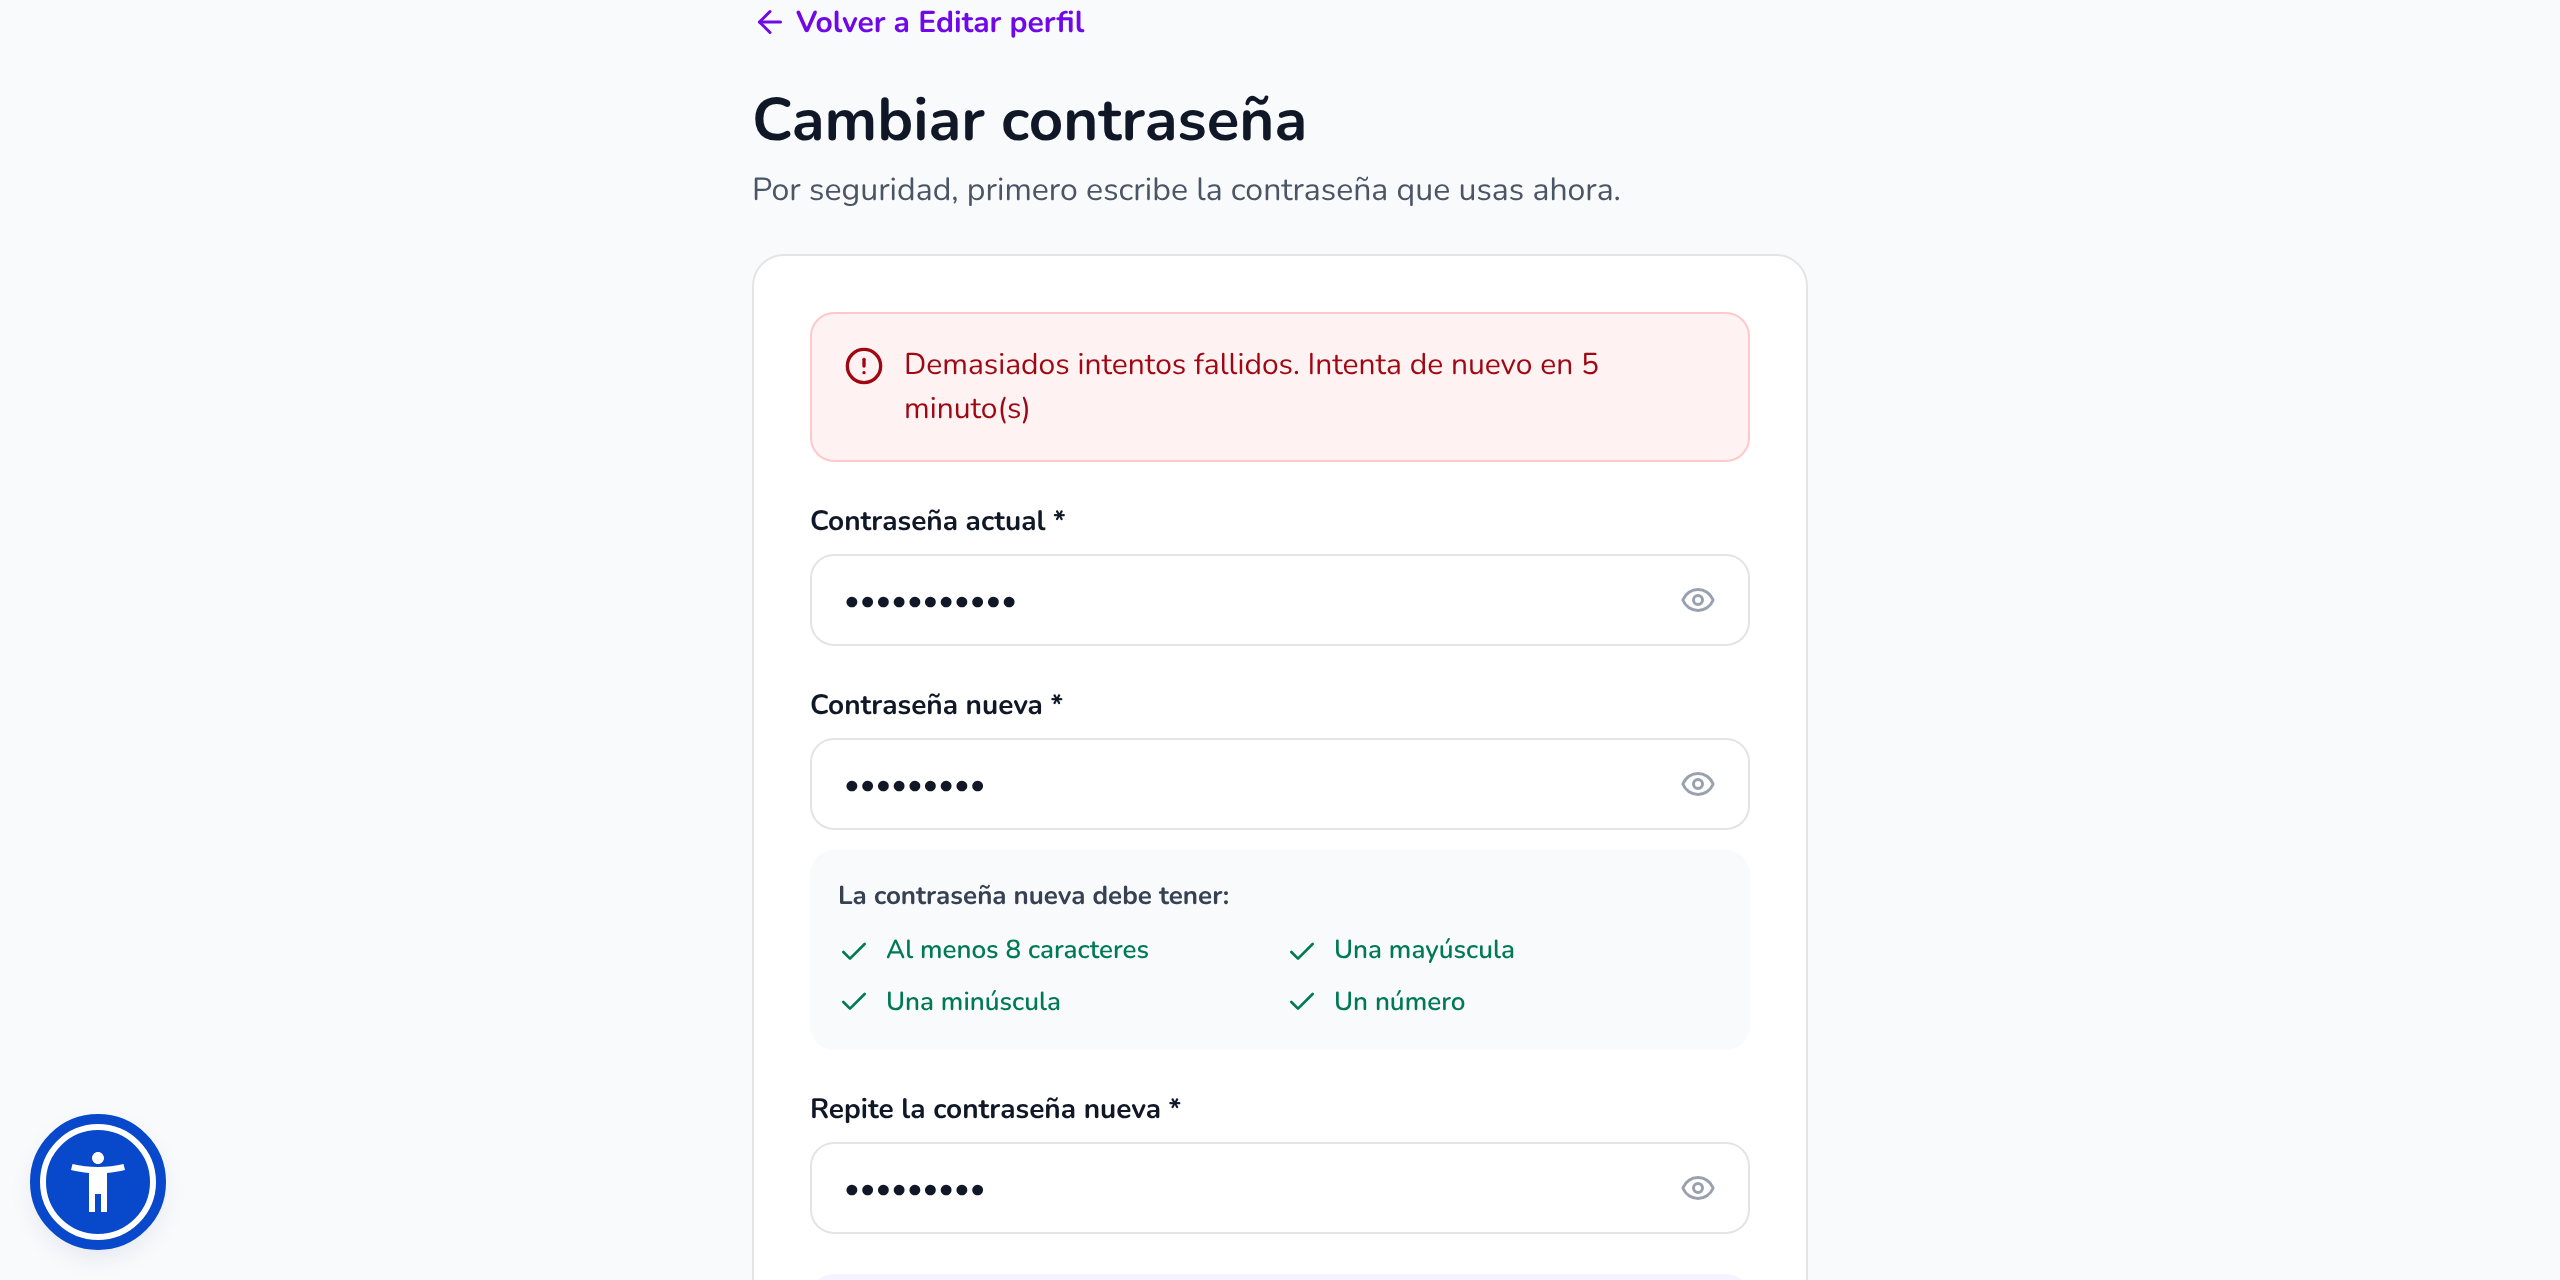 Volver a Editar perfil
Cambiar contraseña
Por seguridad, primero escribe la contraseña que usas ahora.
Demasiados intentos fallidos. Intenta de nuevo en 5
minuto(s)
Contraseña actual *
•••••••••••
Contraseña nueva *
•••••••••
La contraseña nueva debe tener:
Al menos 8 caracteres
Una mayúscula
Una minúscula
Un número
Repite la contraseña nueva *
•••••••••